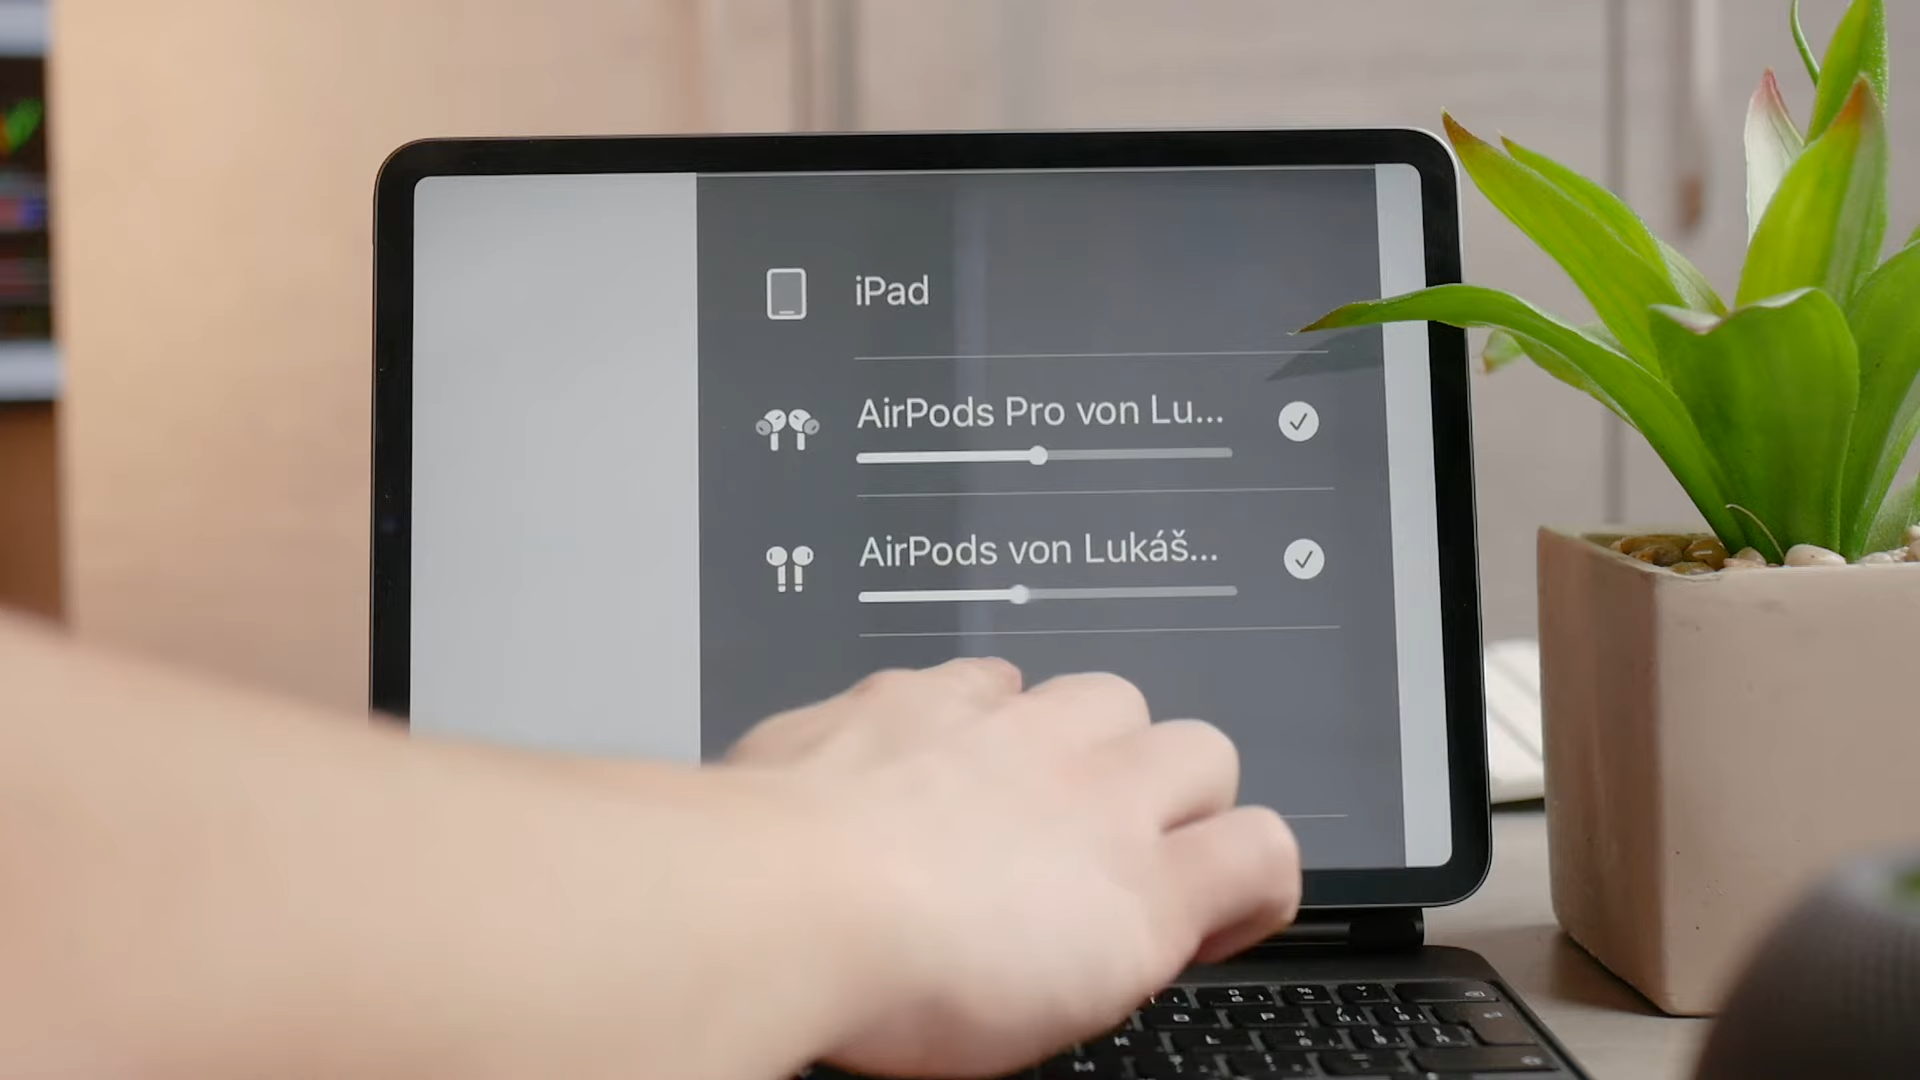 iPad
AirPods Pro von Lu...
AirPods von Lukáš...